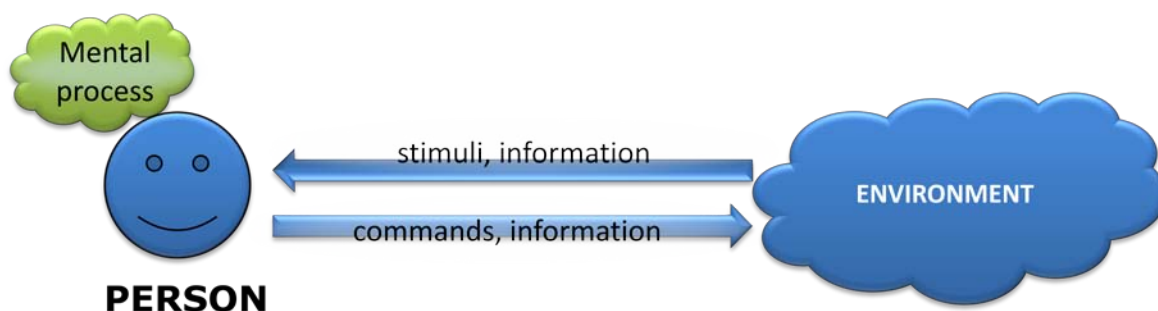 Mental
process
stimuli, information
ENVIRONMENT
commands, information
PERSON